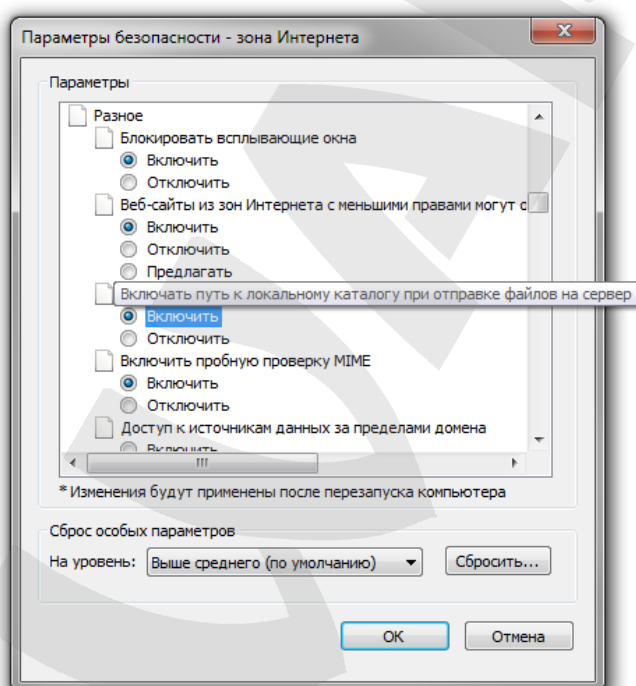 Параметры безопасности - зона Интернета
Параметры
Разное
Блокировать всплывающие окна
Включить
Отключить
Веб-сайты из зон Интернета с меньшими правами могут
Включить
Отключить
Предлагать
Включать путь к локальному каталогу при отправке файлов на сервер
Включить
Отключить
Включить пробную проверку MIME
Включить
Отключить
Доступ к источникам данных за пределами домена
Включить
* Изменения будут применены после перезапуска компьютера
Сброс особых параметров
На уровень: Выше среднего (по умолчанию) Сбросить...
ОК Отмена